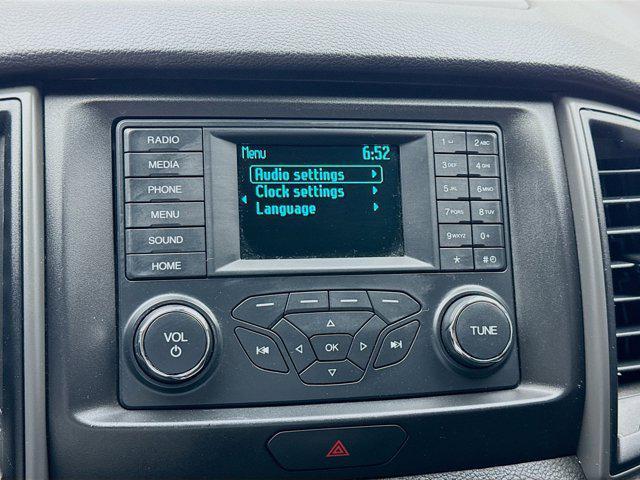 RADIO
MEDIA
PHONE
MENU
SOUND
HOME
Menu 6:52
Audio settings
Clock settings
Language
1 2ABC
3DEF 4GHI
5JKL 6MNO
7PQRS 8TUV
9WXYZ 0+
* #
VOL
OK
TUNE